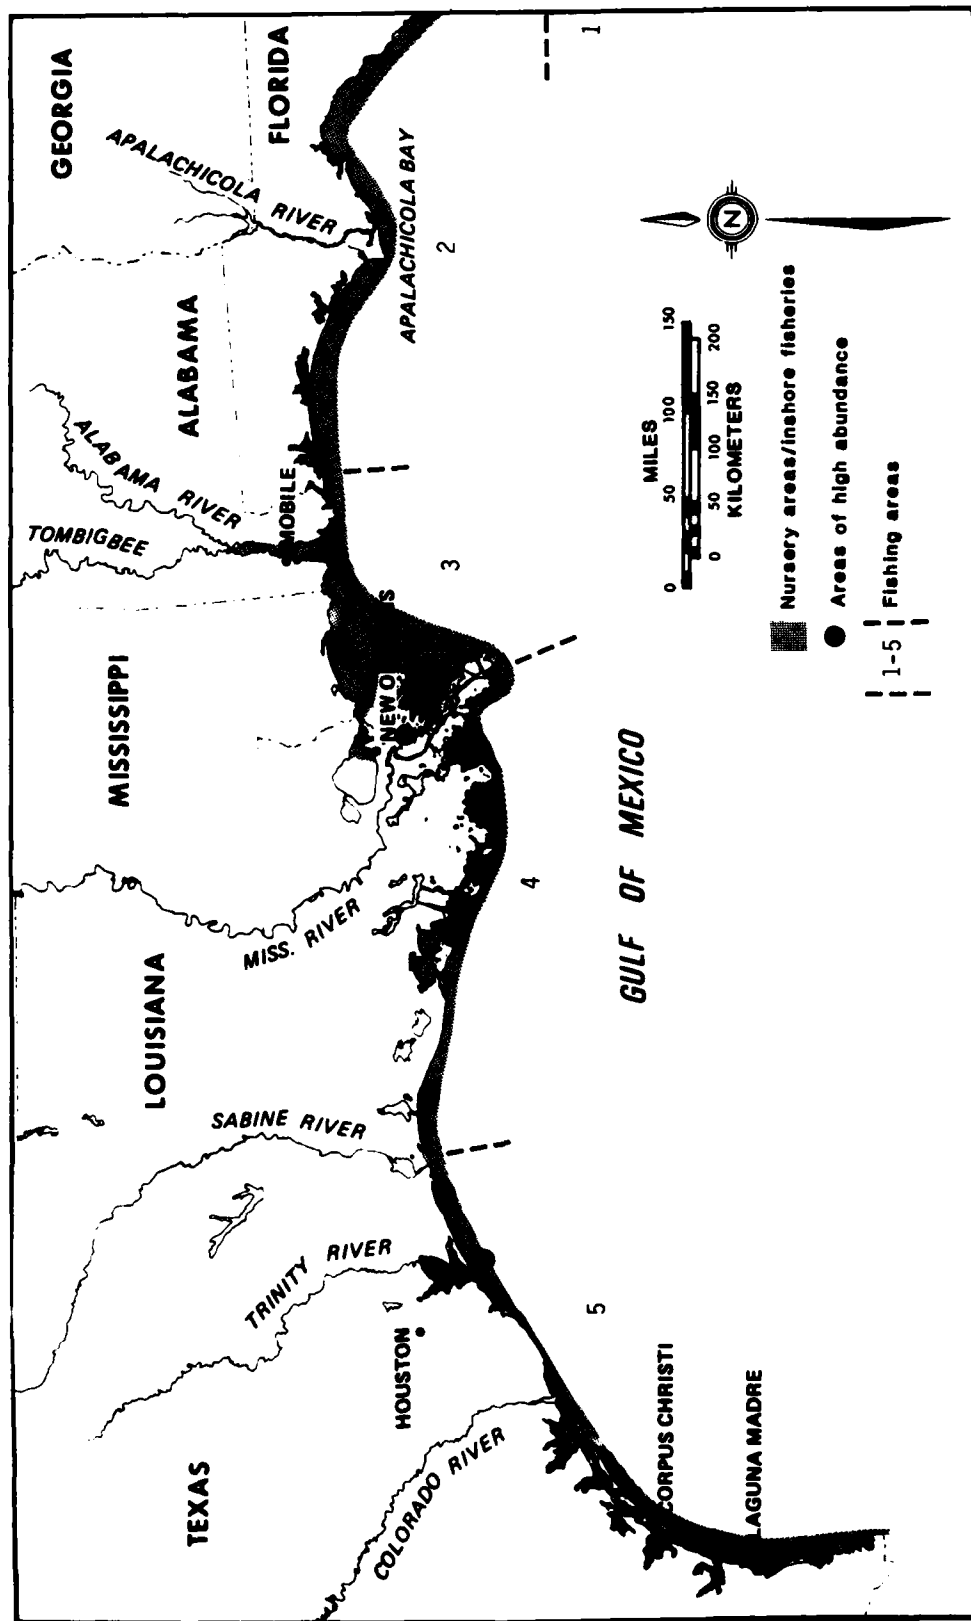 GEORGIA
APALACHICOLA RIVER
FLORIDA
ALABAMA
ALABAMA RIVER
TOMBIGBEE
MOBILE
MISSISSIPPI
LOUISIANA
MISS. RIVER
SABINE RIVER
TRINITY RIVER
TEXAS
HOUSTON
COLORADO RIVER
CORPUS CHRISTI
LAGUNA MADRE
APALACHICOLA BAY
GULF OF MEXICO
1
2
3
4
5
N
MILES
0 50 100 150
0 50 100 150 200
KILOMETERS
Nursery areas/inshore fisheries
Areas of high abundance
1-5 Fishing areas
NEW